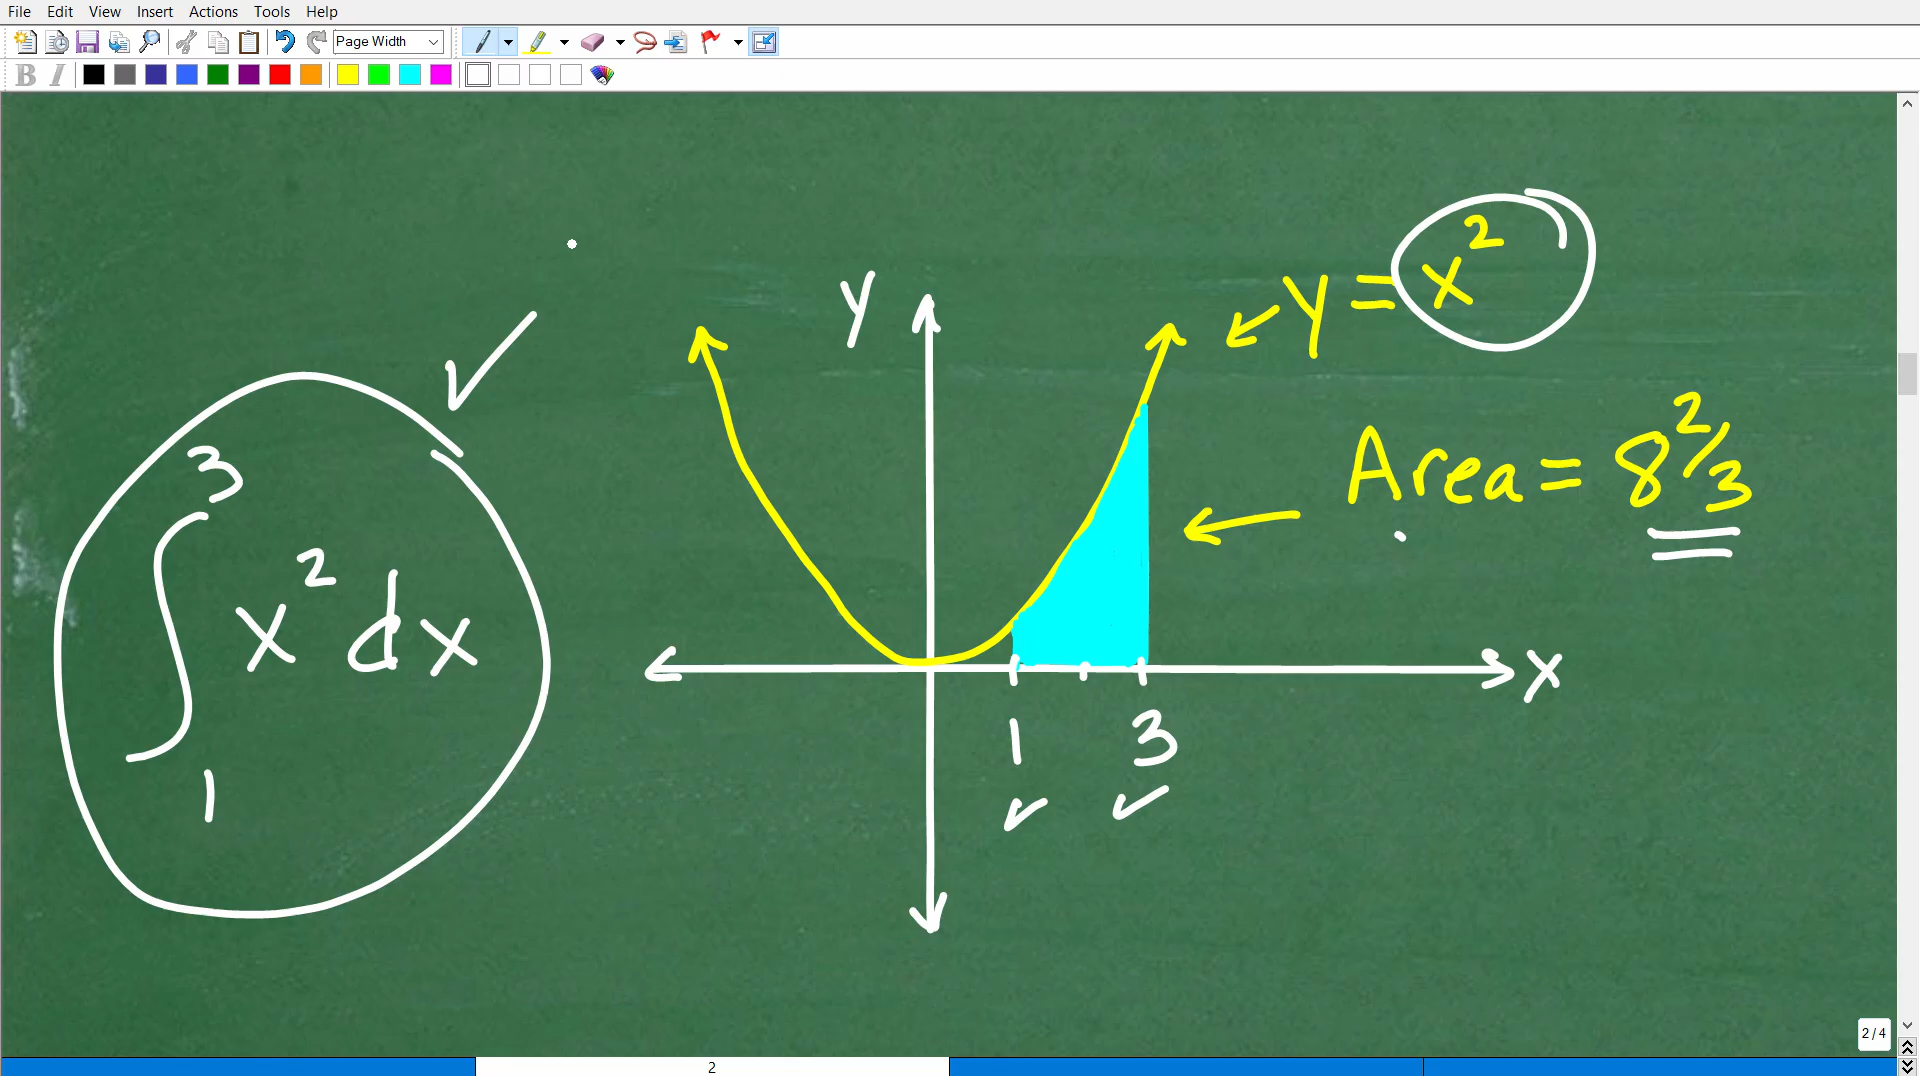 File Edit View Insert Actions Tools Help
Page Width
B I
y
y = x²
Area = 8 2/3
∫₁³ x² dx
x
1 3
2 / 4
2